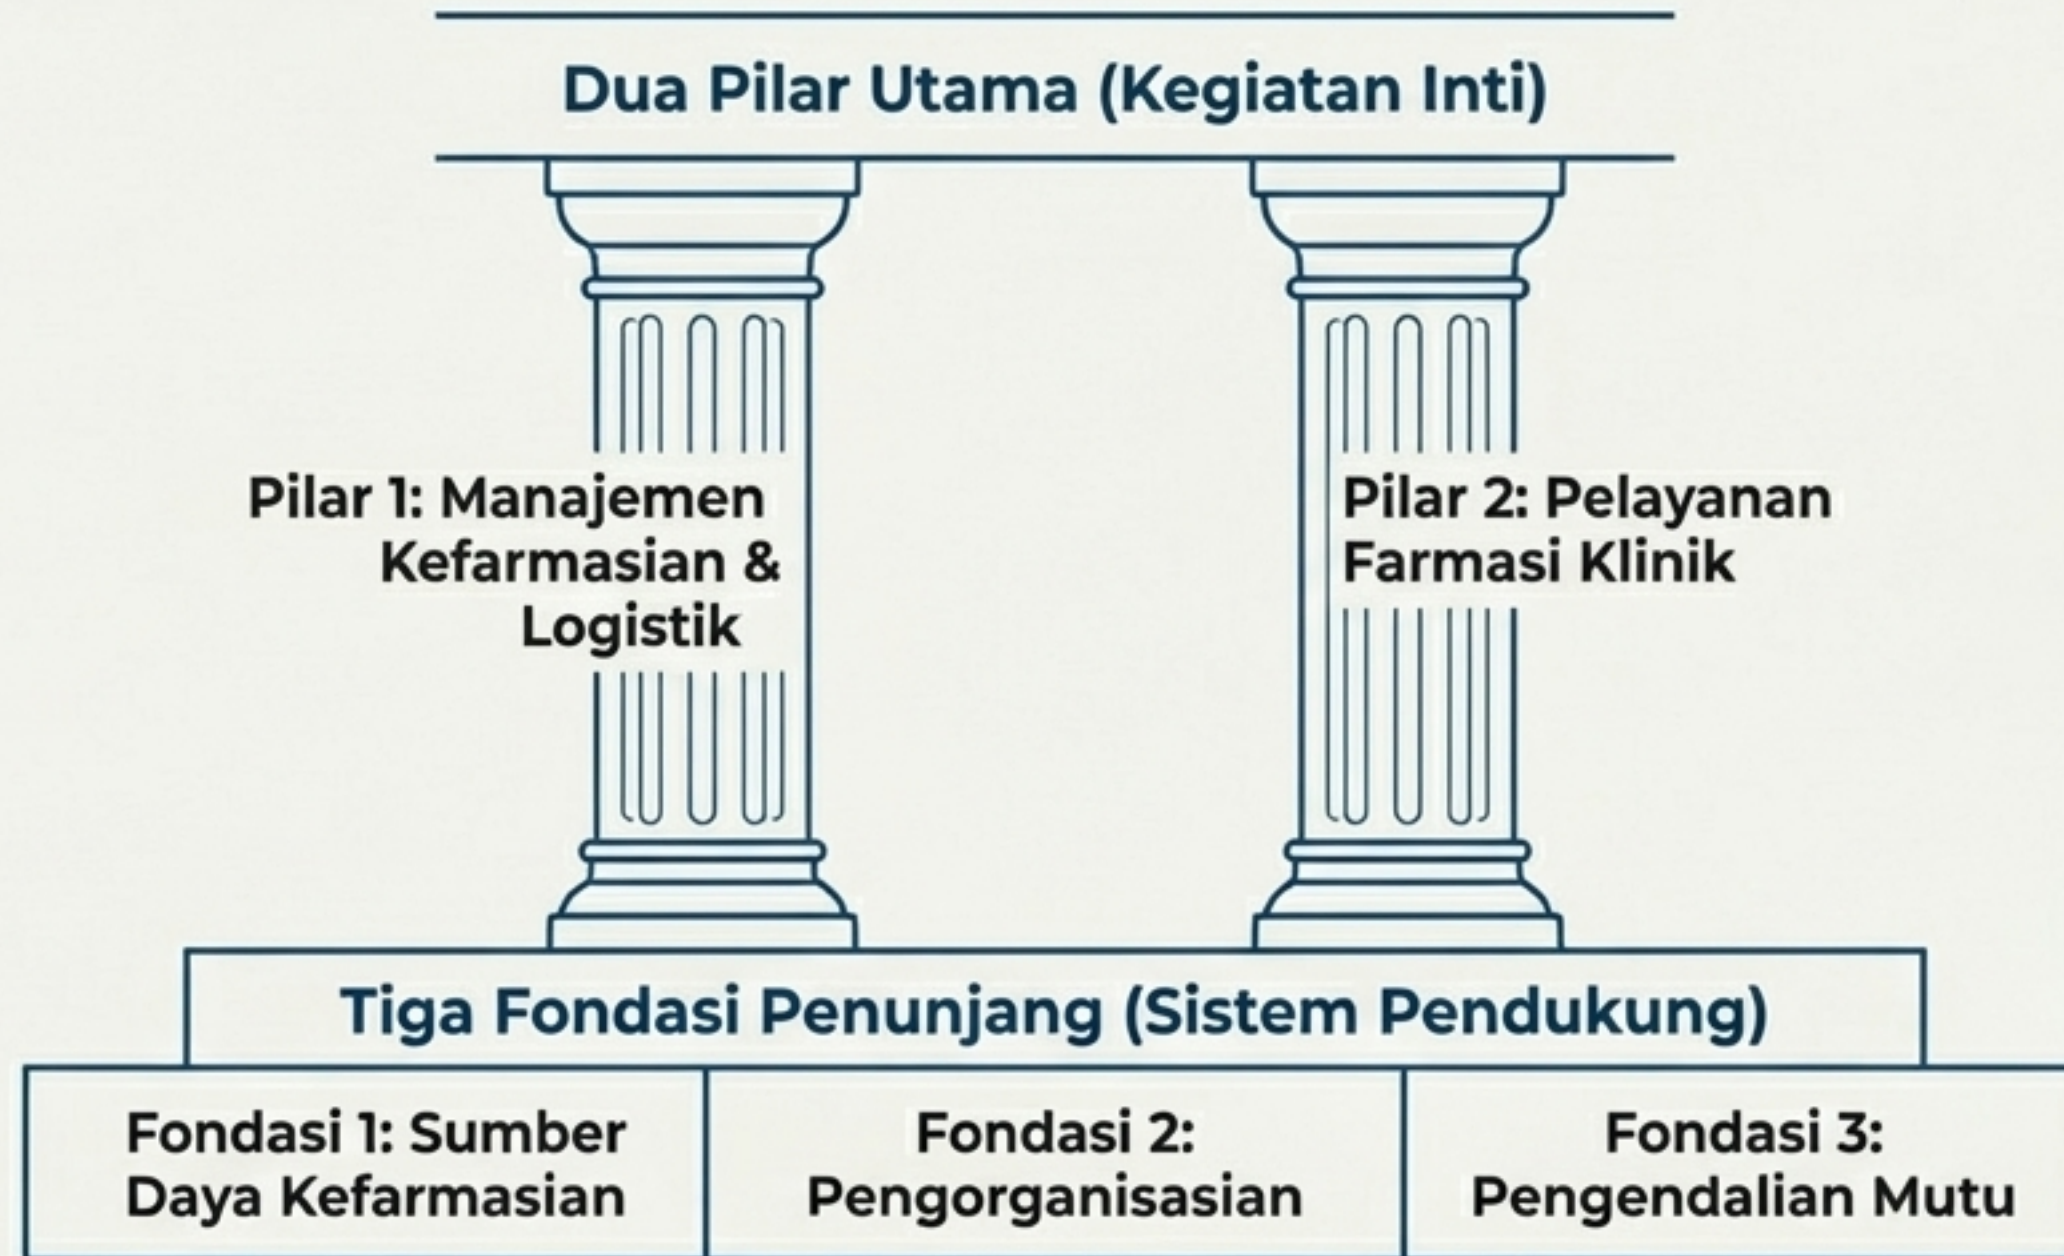 Dua Pilar Utama (Kegiatan Inti)
Pilar 1: Manajemen
Kefarmasian &
Logistik
Pilar 2: Pelayanan
Farmasi Klinik
Tiga Fondasi Penunjang (Sistem Pendukung)
Fondasi 1: Sumber
Daya Kefarmasian
Fondasi 2:
Pengorganisasian
Fondasi 3:
Pengendalian Mutu